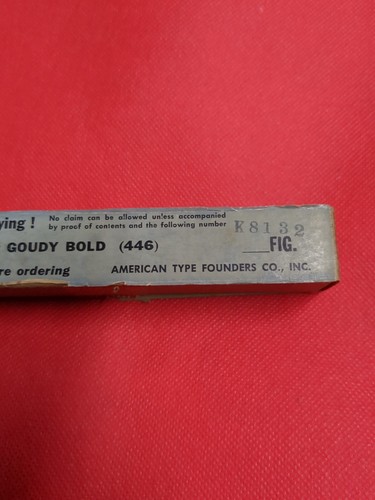 ying ! No claim can be allowed unless accompanied
by proof of contents and the following number K8132
GOUDY BOLD (446) ___FIG.
re ordering AMERICAN TYPE FOUNDERS CO., INC.